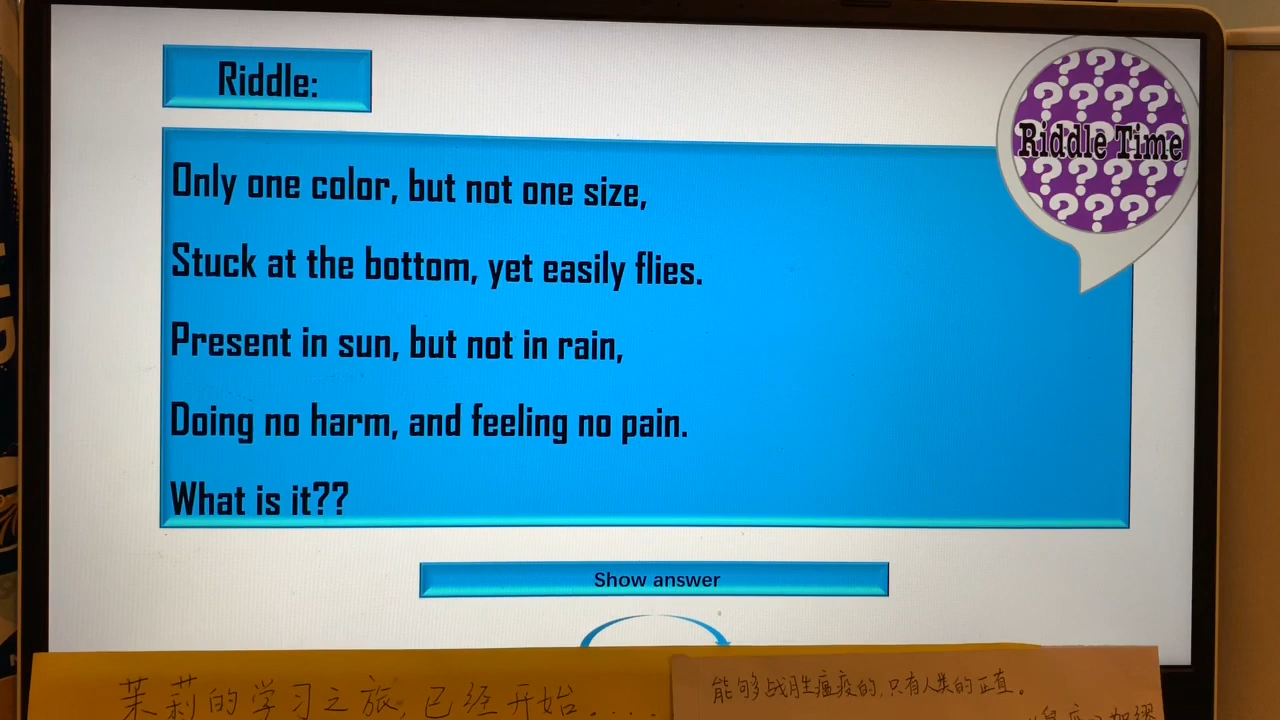 Riddle:
Riddle Time
Only one color, but not one size,
Stuck at the bottom, yet easily flies.
Present in sun, but not in rain,
Doing no harm, and feeling no pain.
What is it??
Show answer
茉莉的学习之旅,已经开始。....
能够战胜瘟疫的,只有人类的正直。
加缪